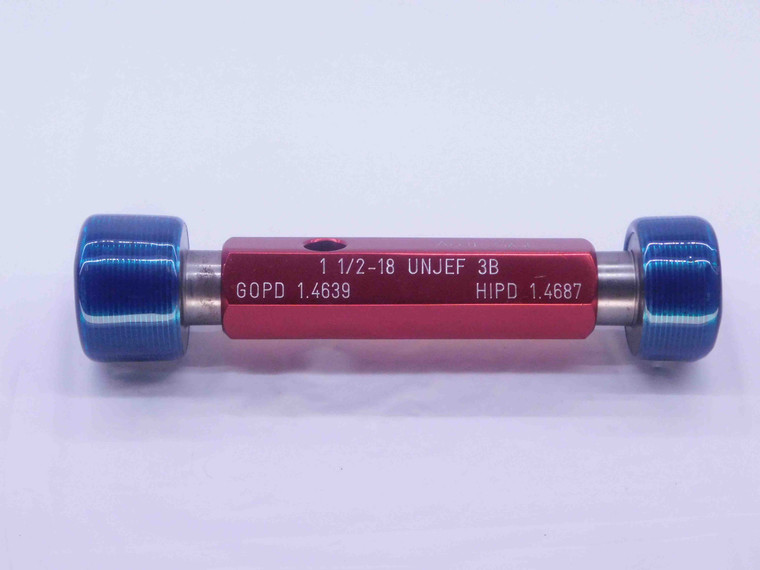 1 1/2-18 UNJEF 3B
GOPD 1.4639 HIPD 1.4687